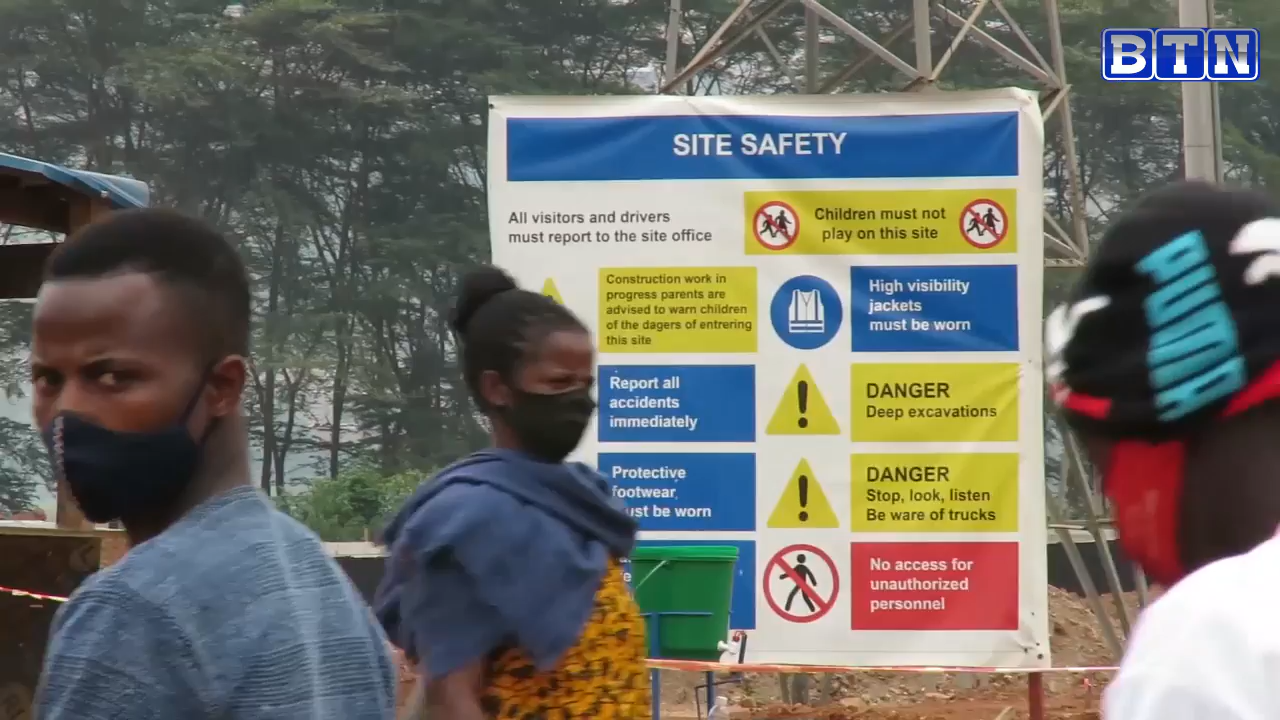 BTN
SITE SAFETY
All visitors and drivers
must report to the site office
Children must not
play on this site
Construction work in
progress parents are
advised to warn children
of the dagers of entrering
this site
High visibility
jackets
must be worn
Report all
accidents
immediately
DANGER
Deep excavations
Protective
footwear,
must be worn
DANGER
Stop, look, listen
Be ware of trucks
No access for
unauthorized
personnel